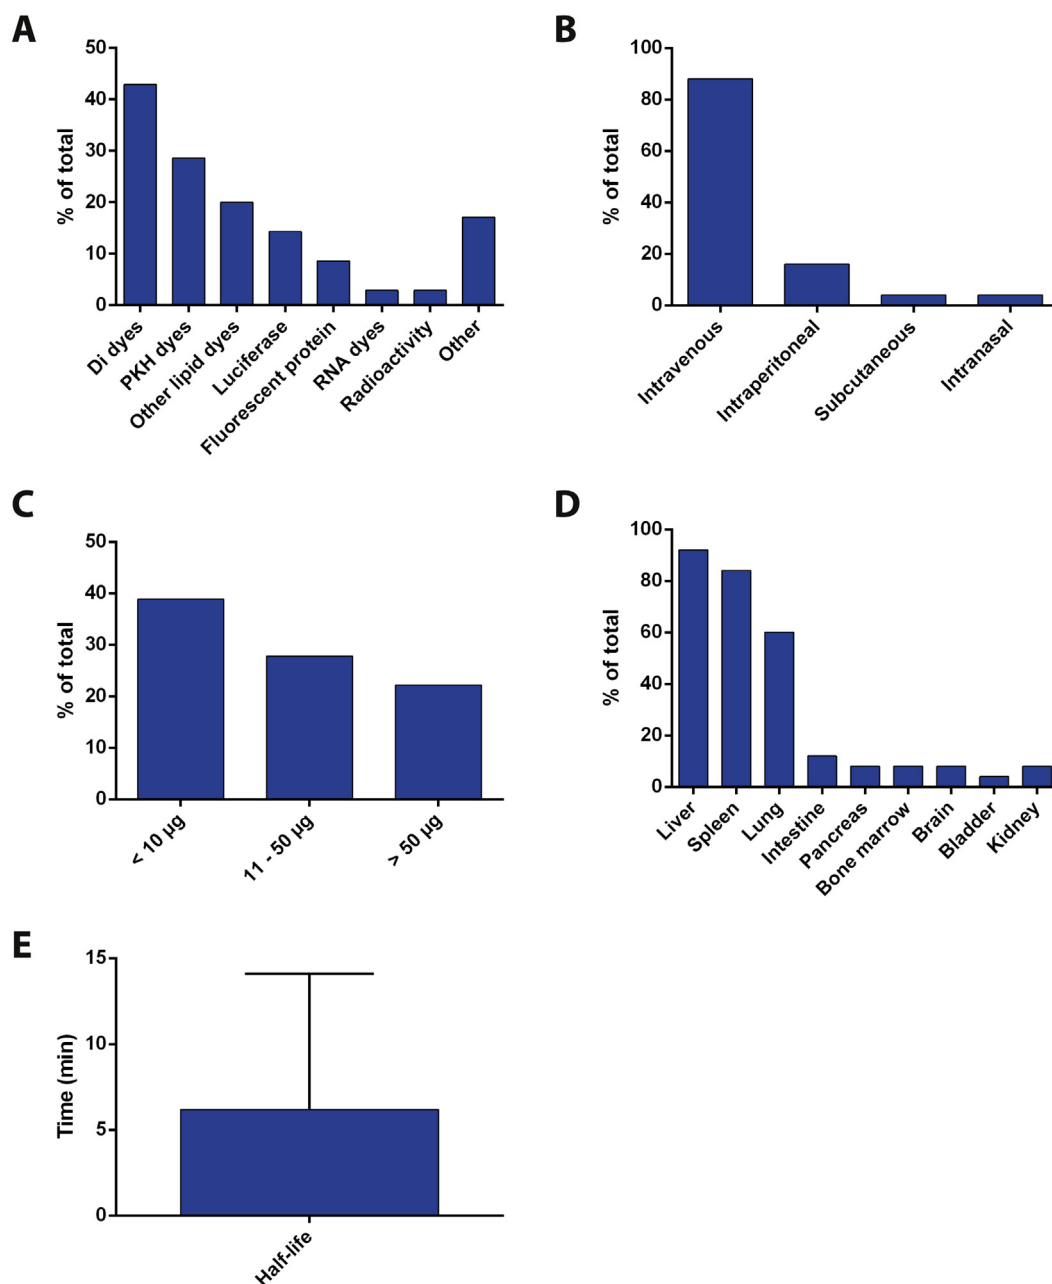 A
50
40
30
20
10
0
% of total
Di dyes
PKH dyes
Other lipid dyes
Luciferase
Fluorescent protein
RNA dyes
Radioactivity
Other
B
100
80
60
40
20
0
% of total
Intravenous
Intraperitoneal
Subcutaneous
Intranasal
C
50
40
30
20
10
0
% of total
< 10 µg
11 - 50 µg
> 50 µg
D
100
80
60
40
20
0
% of total
Liver
Spleen
Lung
Intestine
Pancreas
Bone marrow
Brain
Bladder
Kidney
E
15
10
5
0
Time (min)
Half-life